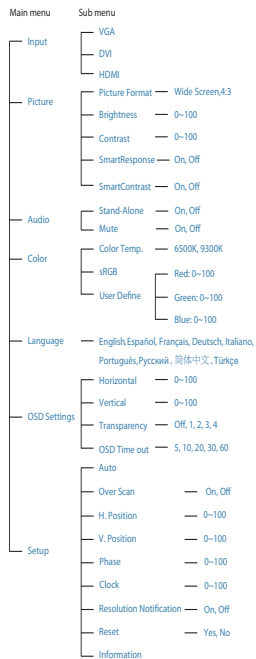 Main menu Sub menu
Input
VGA
DVI
HDMI
Picture
Picture Format Wide Screen,4:3
Brightness 0~100
Contrast 0~100
SmartResponse On, Off
SmartContrast On, Off
Audio
Stand-Alone On, Off
Mute On, Off
Color
Color Temp. 6500K, 9300K
sRGB
User Define
Red: 0~100
Green: 0~100
Blue: 0~100
Language
English,Español, Français, Deutsch, Italiano,
Português,Русский, 简体中文,Türkçe
OSD Settings
Horizontal 0~100
Vertical 0~100
Transparency Off, 1, 2, 3, 4
OSD Time out 5, 10, 20, 30, 60
Setup
Auto
Over Scan On, Off
H. Position 0~100
V. Position 0~100
Phase 0~100
Clock 0~100
Resolution Notification On, Off
Reset Yes, No
Information